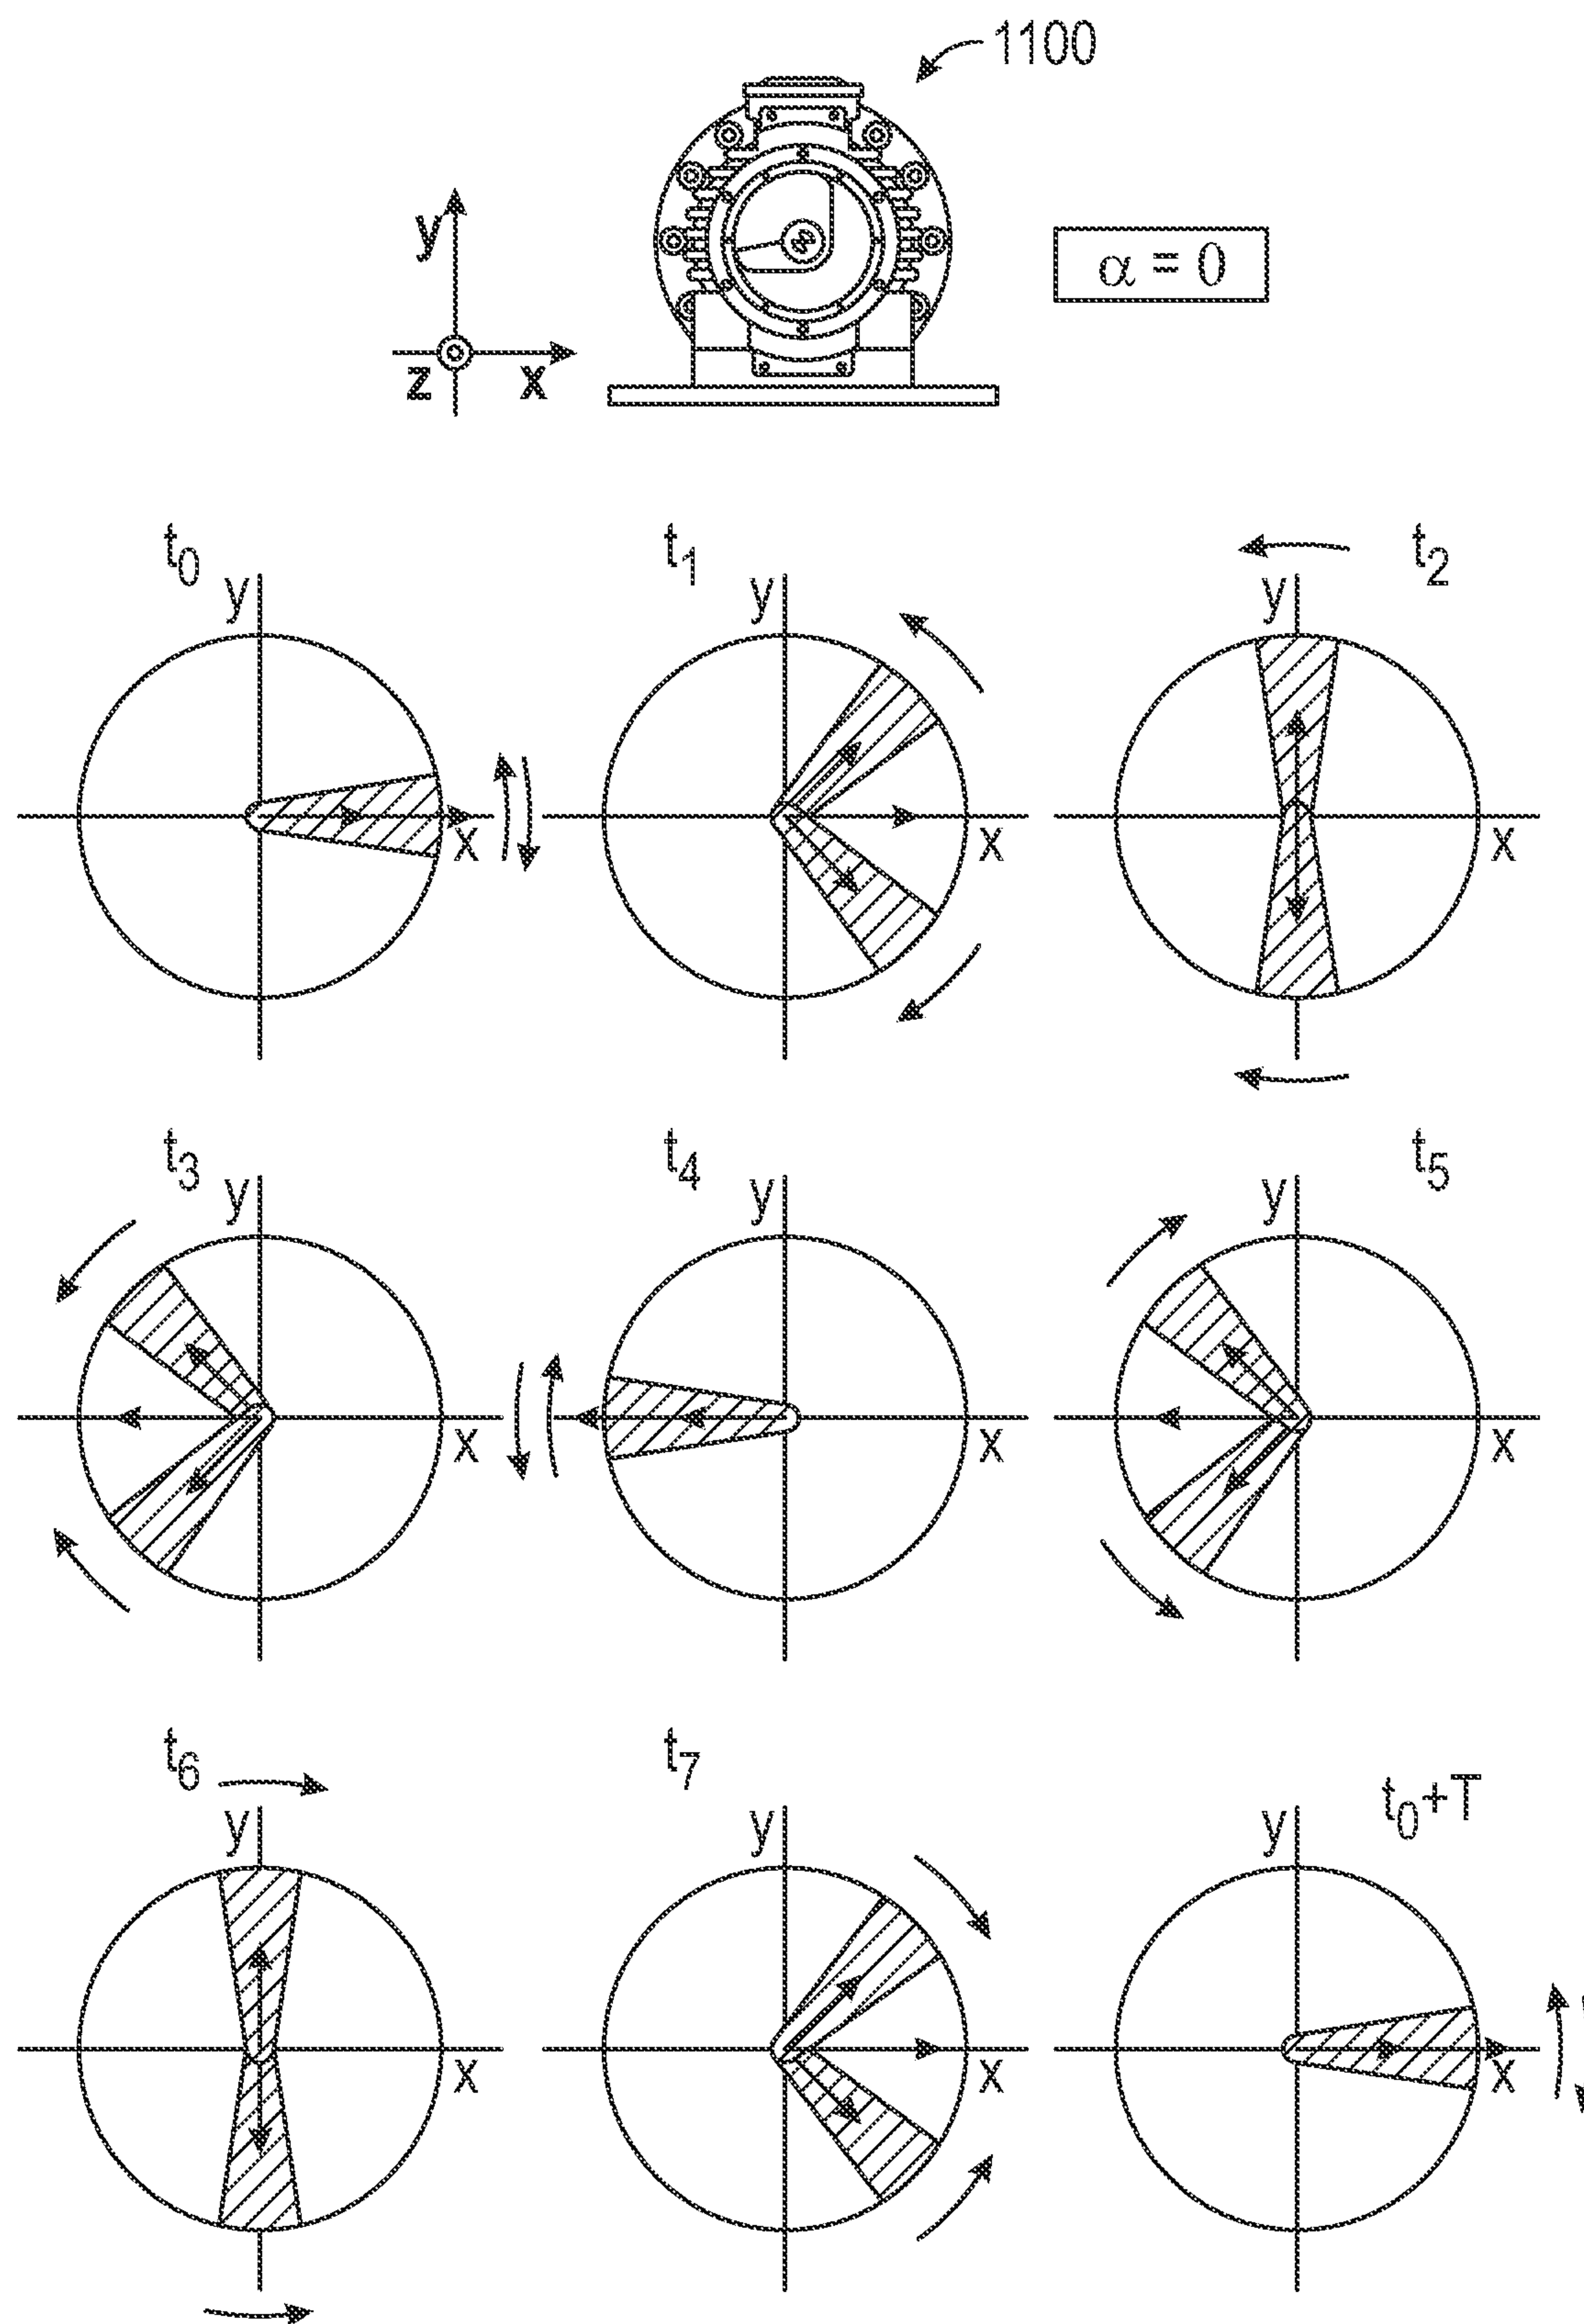 1100
y
α = 0
z x
t0 t1 t2
y y y
x x x
t3 t4 t5
y y y
x x x
t6 t7 t0+T
y y y
x x x